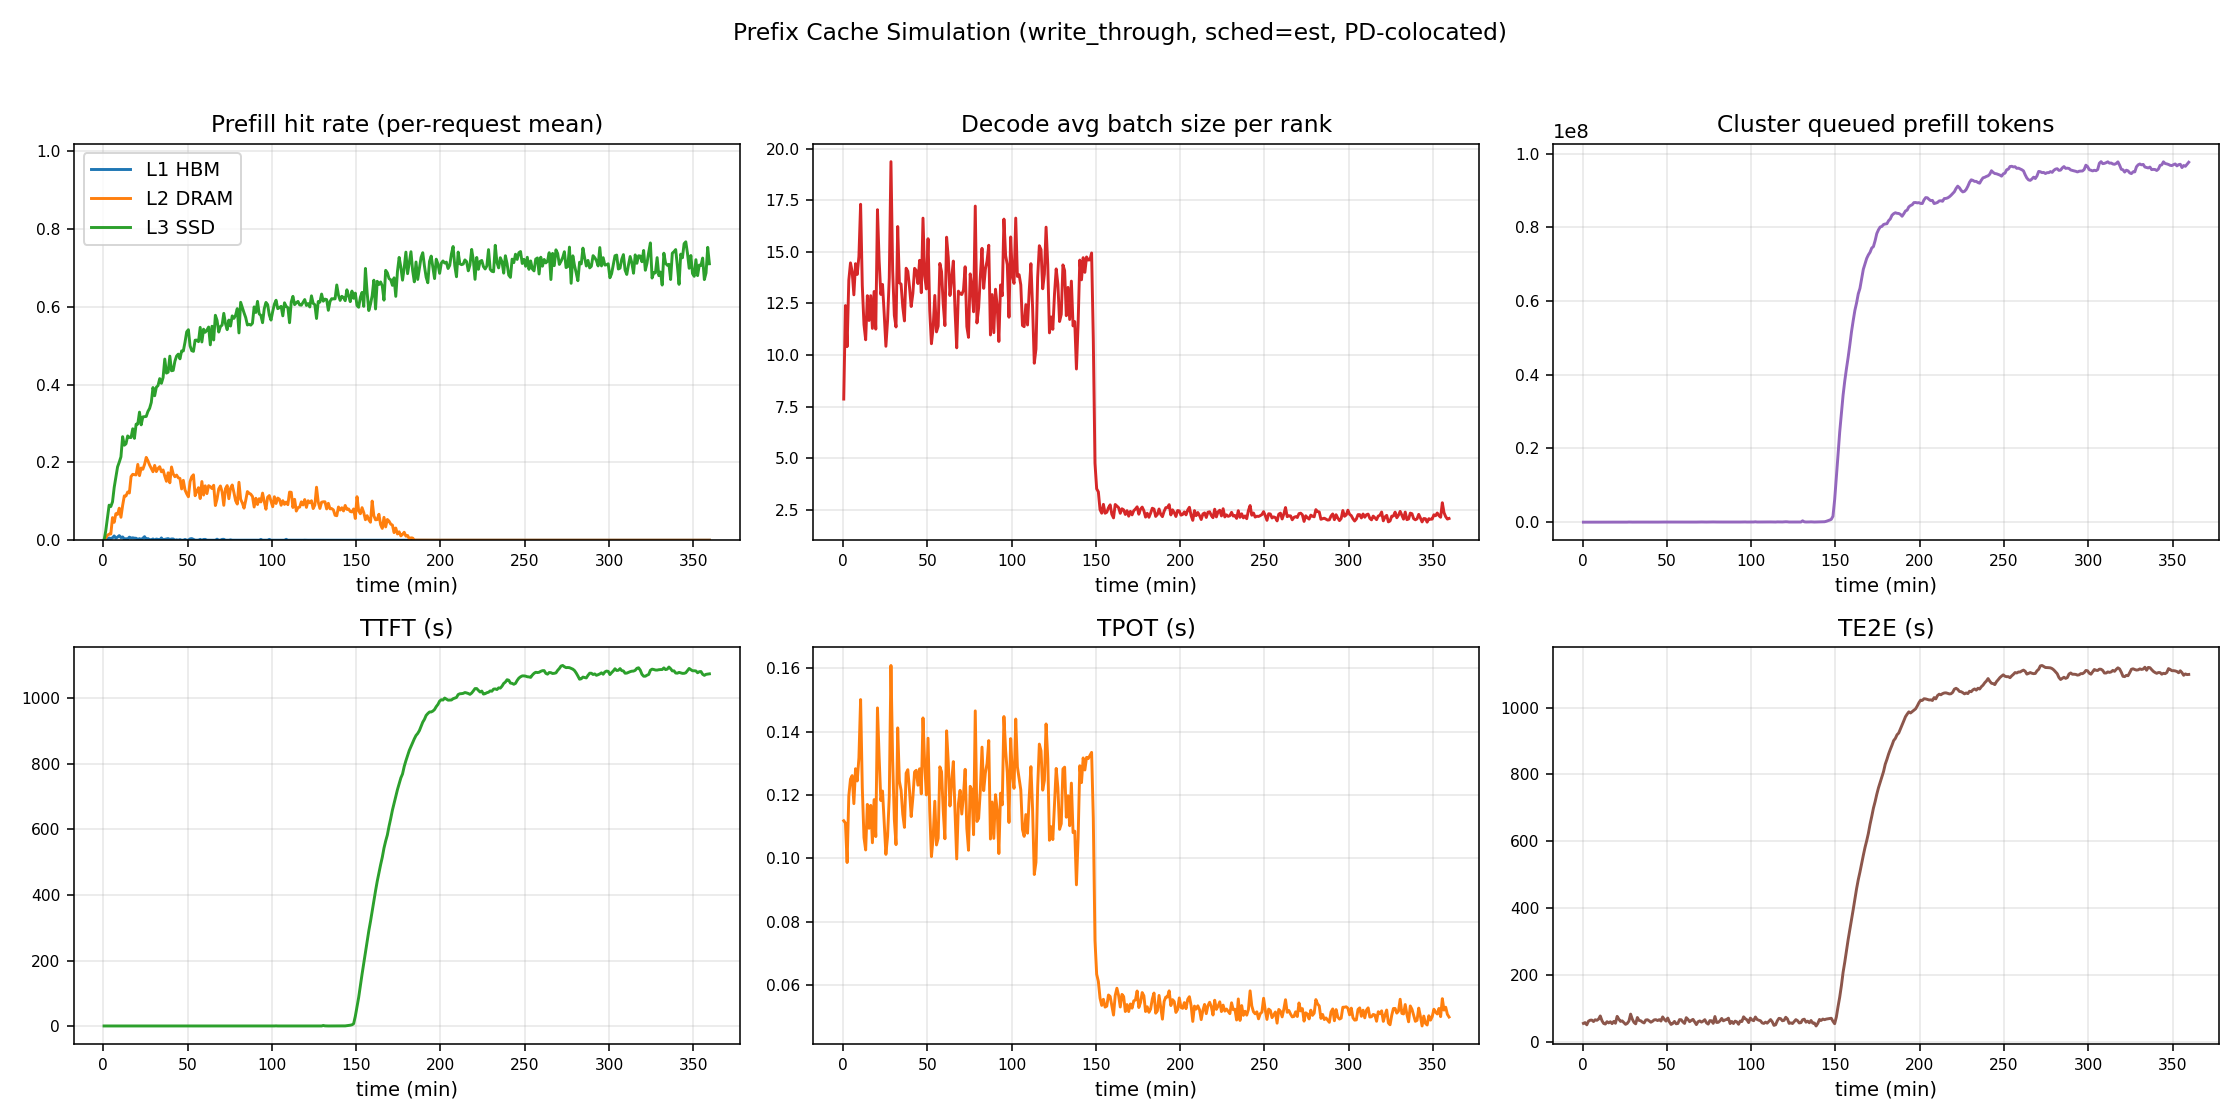 Prefix Cache Simulation (write_through, sched=est, PD-colocated)
Prefill hit rate (per-request mean)
1.0
0.8
0.6
0.4
0.2
0.0
L1 HBM
L2 DRAM
L3 SSD
0 50 100 150 200 250 300 350
time (min)
Decode avg batch size per rank
20.0
17.5
15.0
12.5
10.0
7.5
5.0
2.5
0 50 100 150 200 250 300 350
time (min)
Cluster queued prefill tokens
1e8
1.0
0.8
0.6
0.4
0.2
0.0
0 50 100 150 200 250 300 350
time (min)
TTFT (s)
1000
800
600
400
200
0
0 50 100 150 200 250 300 350
time (min)
TPOT (s)
0.16
0.14
0.12
0.10
0.08
0.06
0 50 100 150 200 250 300 350
time (min)
TE2E (s)
1000
800
600
400
200
0
0 50 100 150 200 250 300 350
time (min)